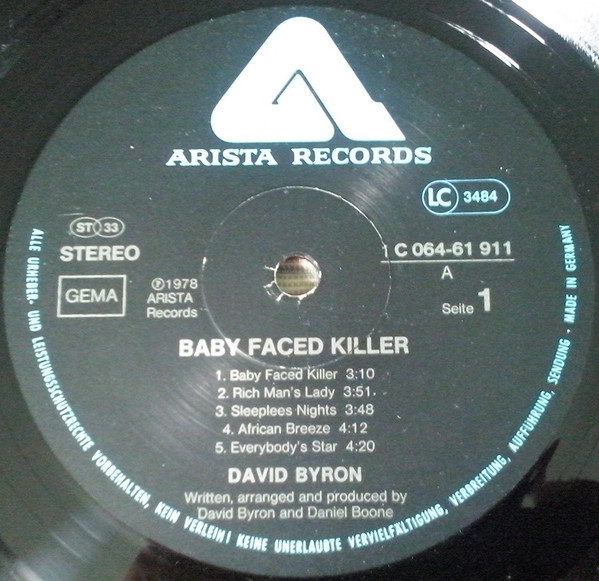 ARISTA RECORDS
LC 3484
ST 33
STEREO
GEMA
℗1978
ARISTA
Records
1 C 064-61 911
A
Seite 1
BABY FACED KILLER
1. Baby Faced Killer 3:10
2. Rich Man's Lady 3:51
3. Sleeplees Nights 3:48
4. African Breeze 4:12
5. Everybody's Star 4:20
DAVID BYRON
Written, arranged and produced by
David Byron and Daniel Boone
ALLE URHEBER- UND LEISTUNGSSCHUTZRECHTE VORBEHALTEN, KEIN VERLEIH! KEINE UNERLAUBTE VERVIELFÄLTIGUNG, VERBREITUNG, AUFFÜHRUNG, SENDUNG · MADE IN GERMANY